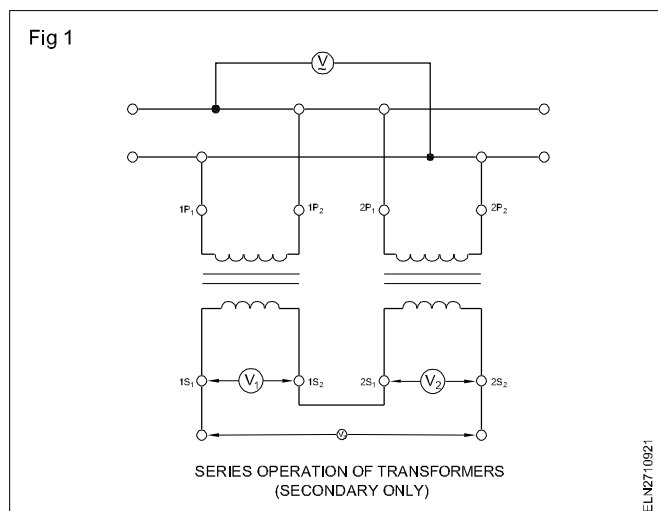 Fig 1
V
~
1P₁ 1P₂ 2P₁ 2P₂
1S₁ V₁ 1S₂ 2S₁ V₂ 2S₂
V
SERIES OPERATION OF TRANSFORMERS
(SECONDARY ONLY)
ELN2710921